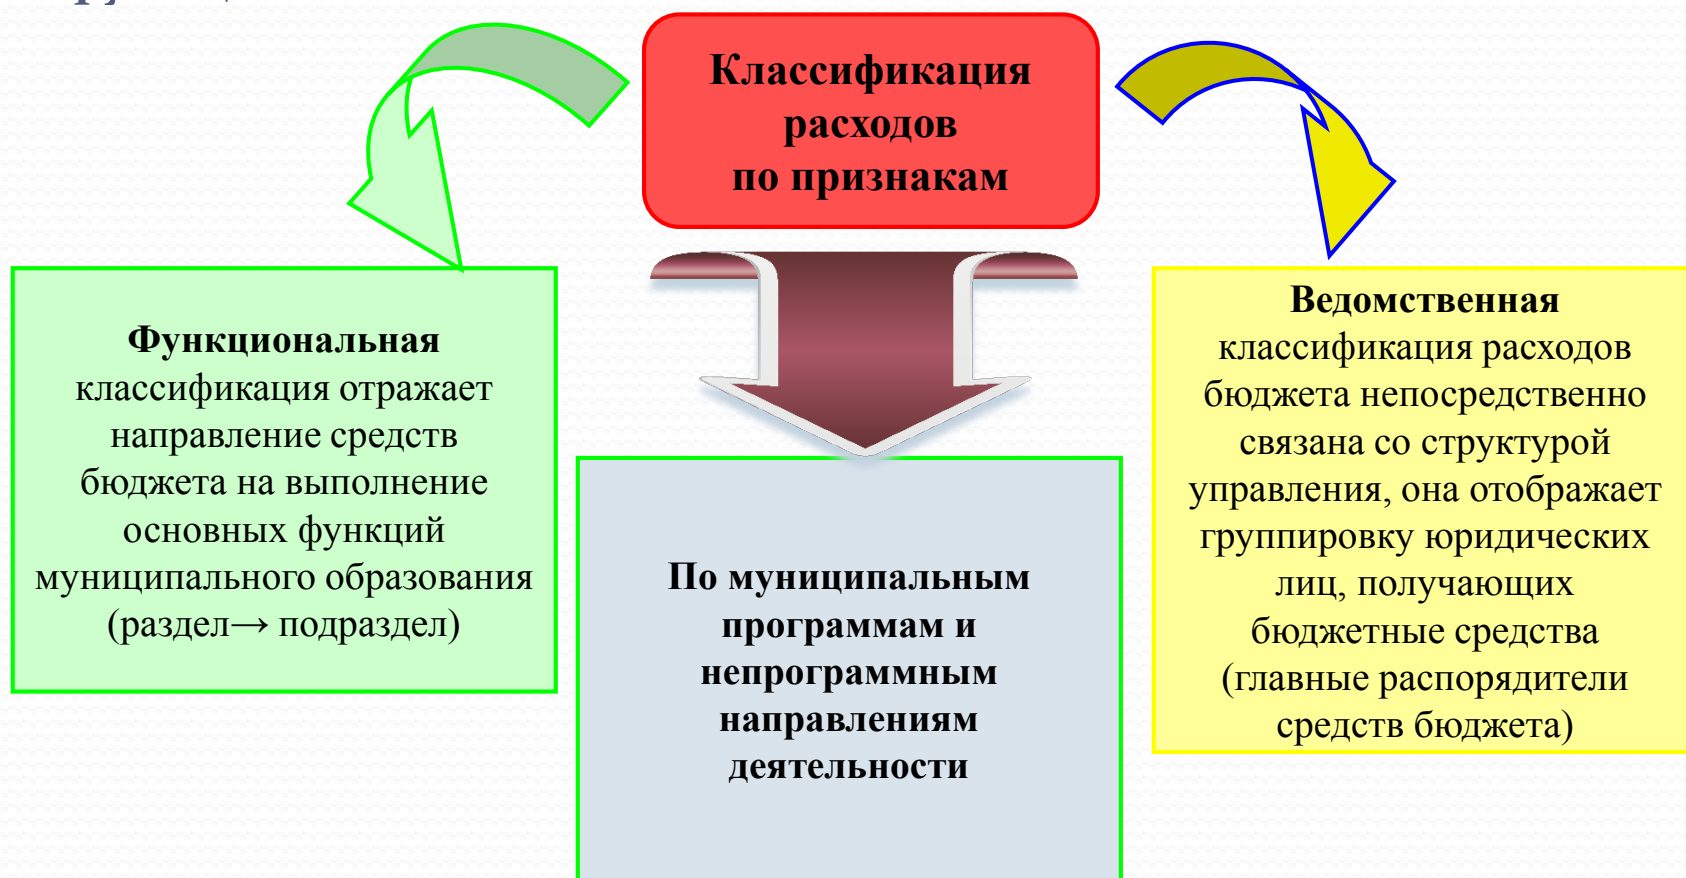 Классификация
расходов
по признакам
Функциональная
классификация отражает
направление средств
бюджета на выполнение
основных функций
муниципального образования
(раздел→ подраздел)
По муниципальным
программам и
непрограммным
направлениям
деятельности
Ведомственная
классификация расходов
бюджета непосредственно
связана со структурой
управления, она отображает
группировку юридических
лиц, получающих
бюджетные средства
(главные распорядители
средств бюджета)